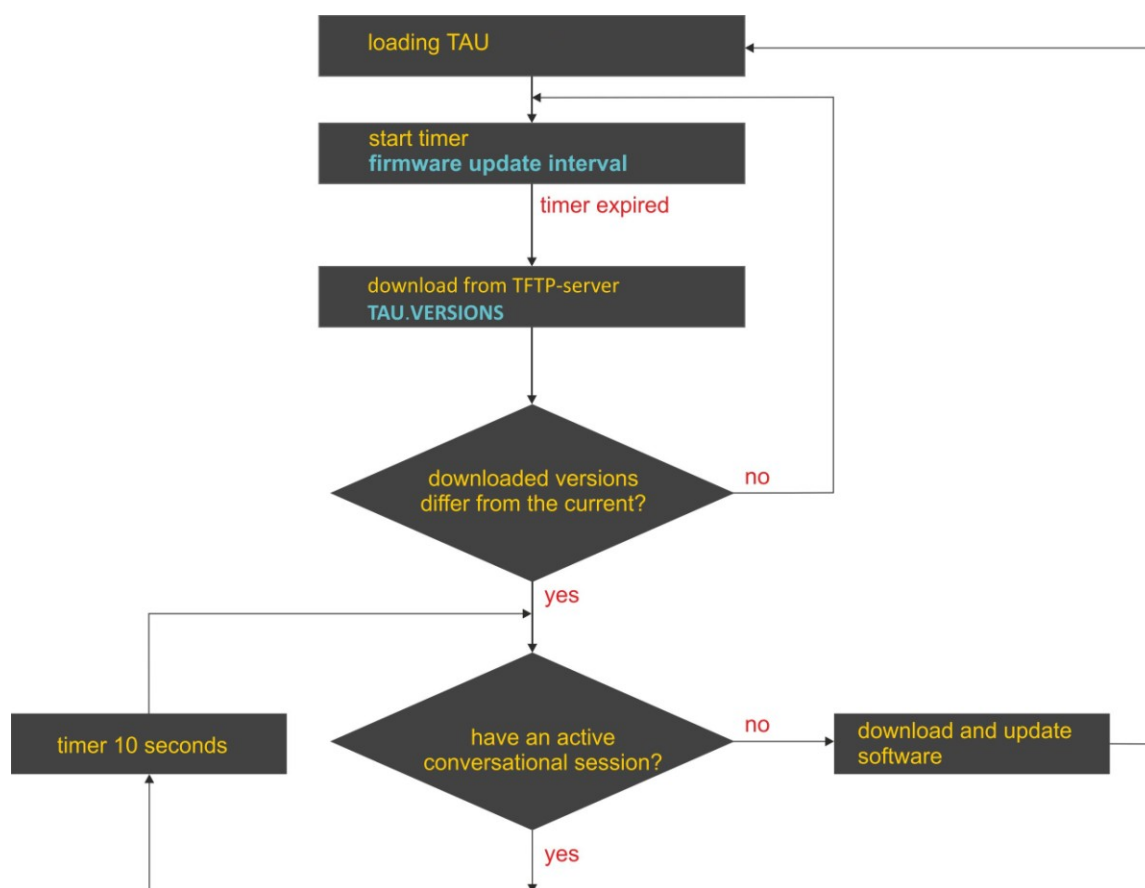 loading TAU
start timer
firmware update interval
timer expired
download from TFTP-server
TAU.VERSIONS
downloaded versions
differ from the current?
no
yes
timer 10 seconds
have an active
conversational session?
no
download and update
software
yes